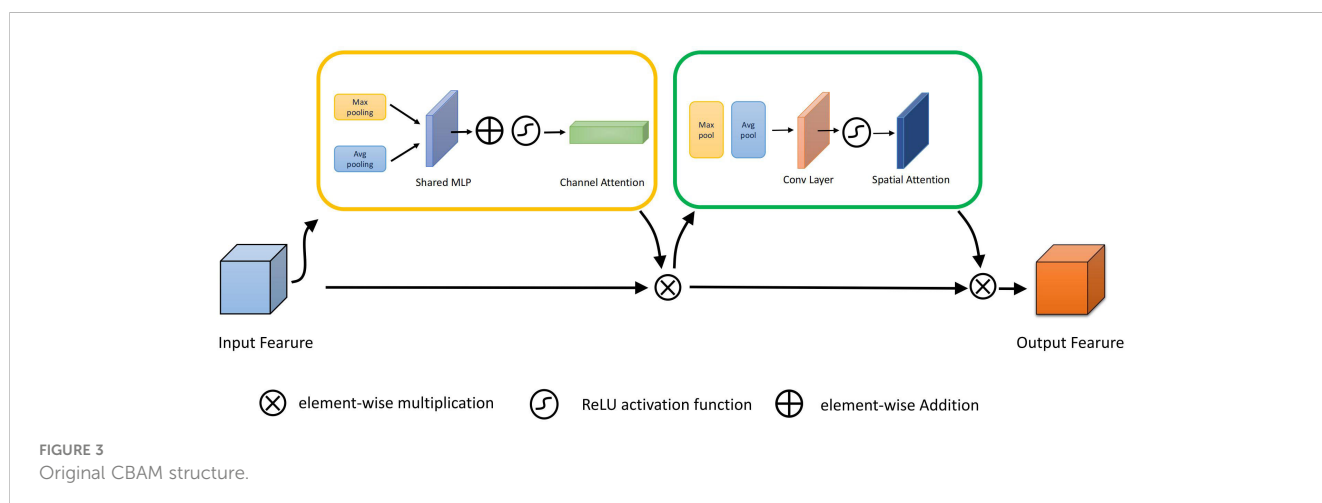 Max
pooling
Avg
pooling
Shared MLP
Channel Attention
Max
pool
Avg
pool
Conv Layer
Spatial Attention
Input Fearure
Output Fearure
element-wise multiplication
ReLU activation function
element-wise Addition
FIGURE 3
Original CBAM structure.